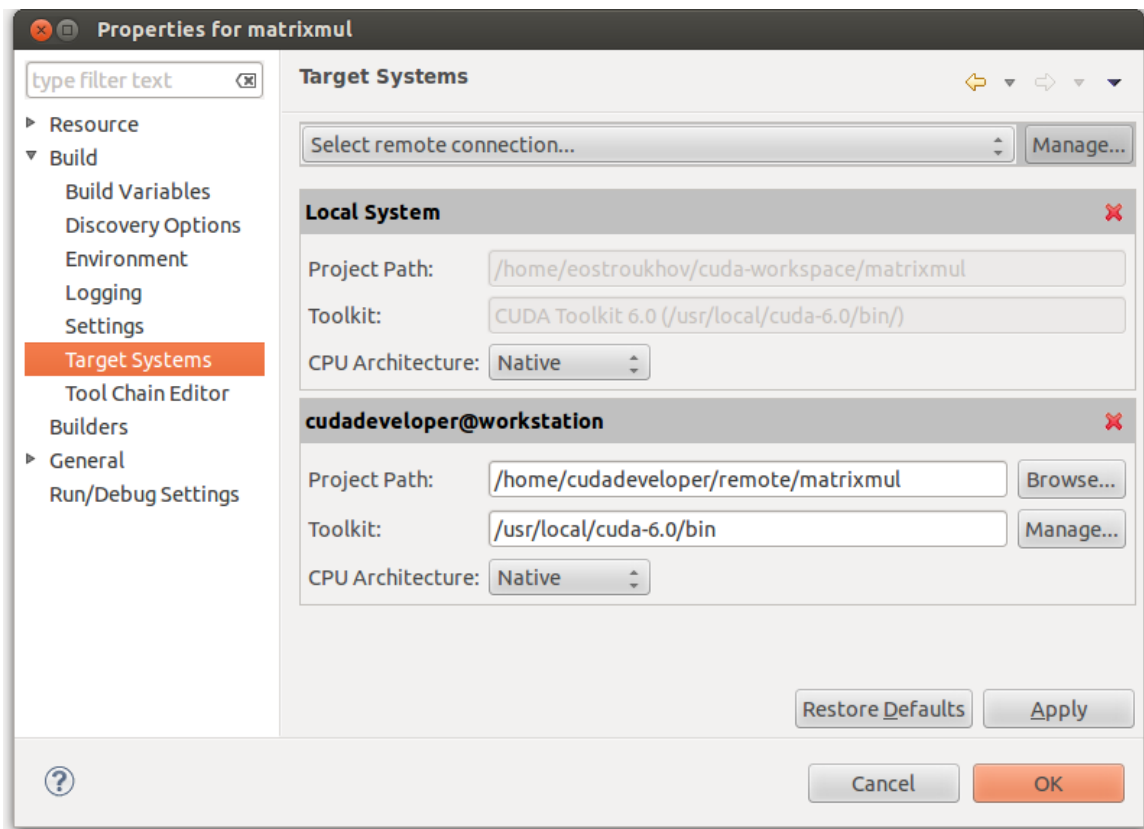 Properties for matrixmul
type filter text
Resource
Build
Build Variables
Discovery Options
Environment
Logging
Settings
Target Systems
Tool Chain Editor
Builders
General
Run/Debug Settings
Target Systems
Select remote connection...
Manage...
Local System
Project Path: /home/eostroukhov/cuda-workspace/matrixmul
Toolkit: CUDA Toolkit 6.0 (/usr/local/cuda-6.0/bin/)
CPU Architecture: Native
cudadeveloper@workstation
Project Path: /home/cudadeveloper/remote/matrixmul Browse...
Toolkit: /usr/local/cuda-6.0/bin Manage...
CPU Architecture: Native
Restore Defaults Apply
? Cancel OK